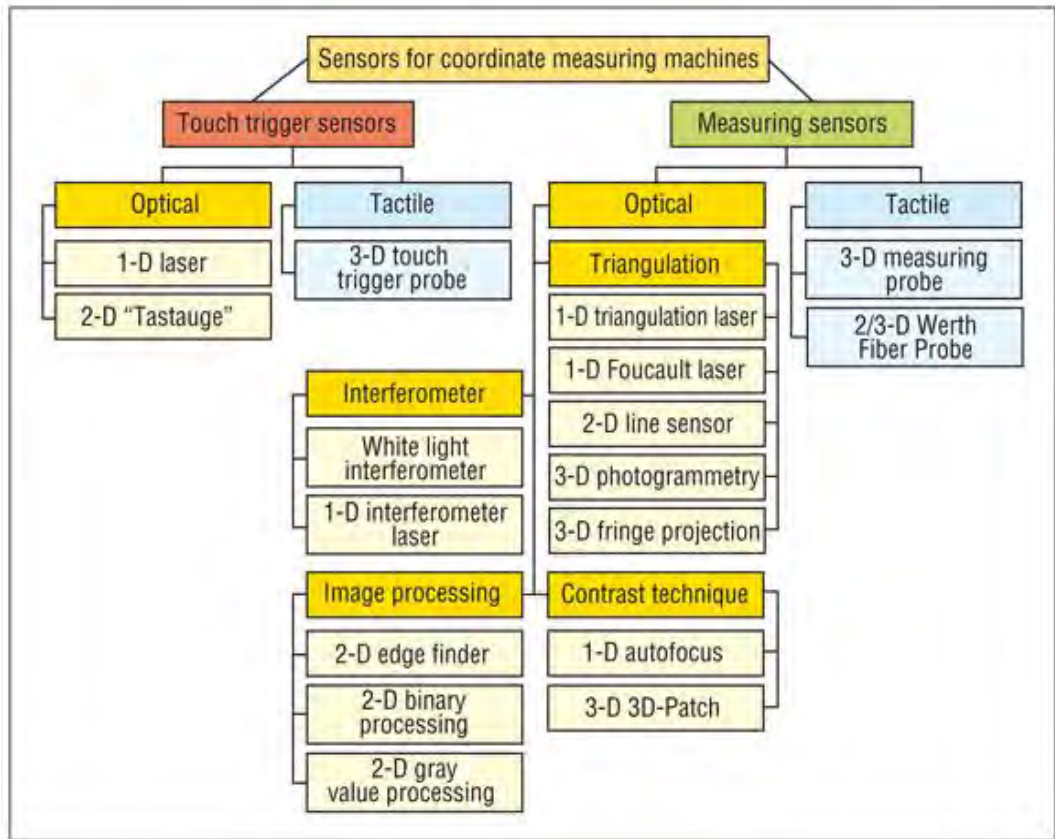 Sensors for coordinate measuring machines
Touch trigger sensors
Measuring sensors
Optical
Tactile
Optical
Tactile
1-D laser
3-D touch
trigger probe
Triangulation
3-D measuring
probe
2-D “Tastauge”
1-D triangulation laser
2/3-D Werth
Fiber Probe
1-D Foucault laser
Interferometer
2-D line sensor
White light
interferometer
3-D photogrammetry
1-D interferometer
laser
3-D fringe projection
Image processing
Contrast technique
2-D edge finder
1-D autofocus
2-D binary
processing
3-D 3D-Patch
2-D gray
value processing